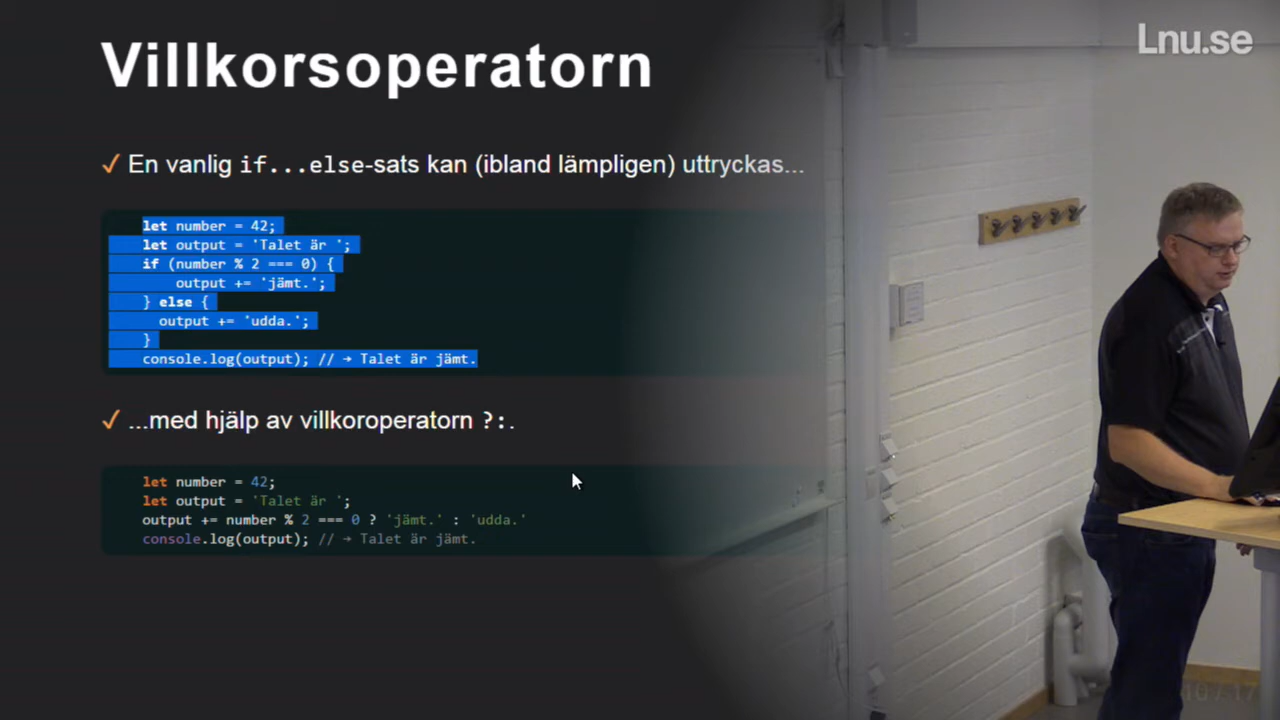 Lnu.se
Villkorsoperatorn
✓ En vanlig if...else-sats kan (ibland lämpligen) uttryckas...
let number = 42;
let output = 'Talet är ';
if (number % 2 === 0) {
output += 'jämt.';
} else {
output += 'udda.';
}
console.log(output); // → Talet är jämt.
✓ ...med hjälp av villkoroperatorn ?:.
let number = 42;
let output = 'Talet är ';
output += number % 2 === 0 ? 'jämt.' : 'udda.'
console.log(output); // → Talet är jämt.
10 / 17